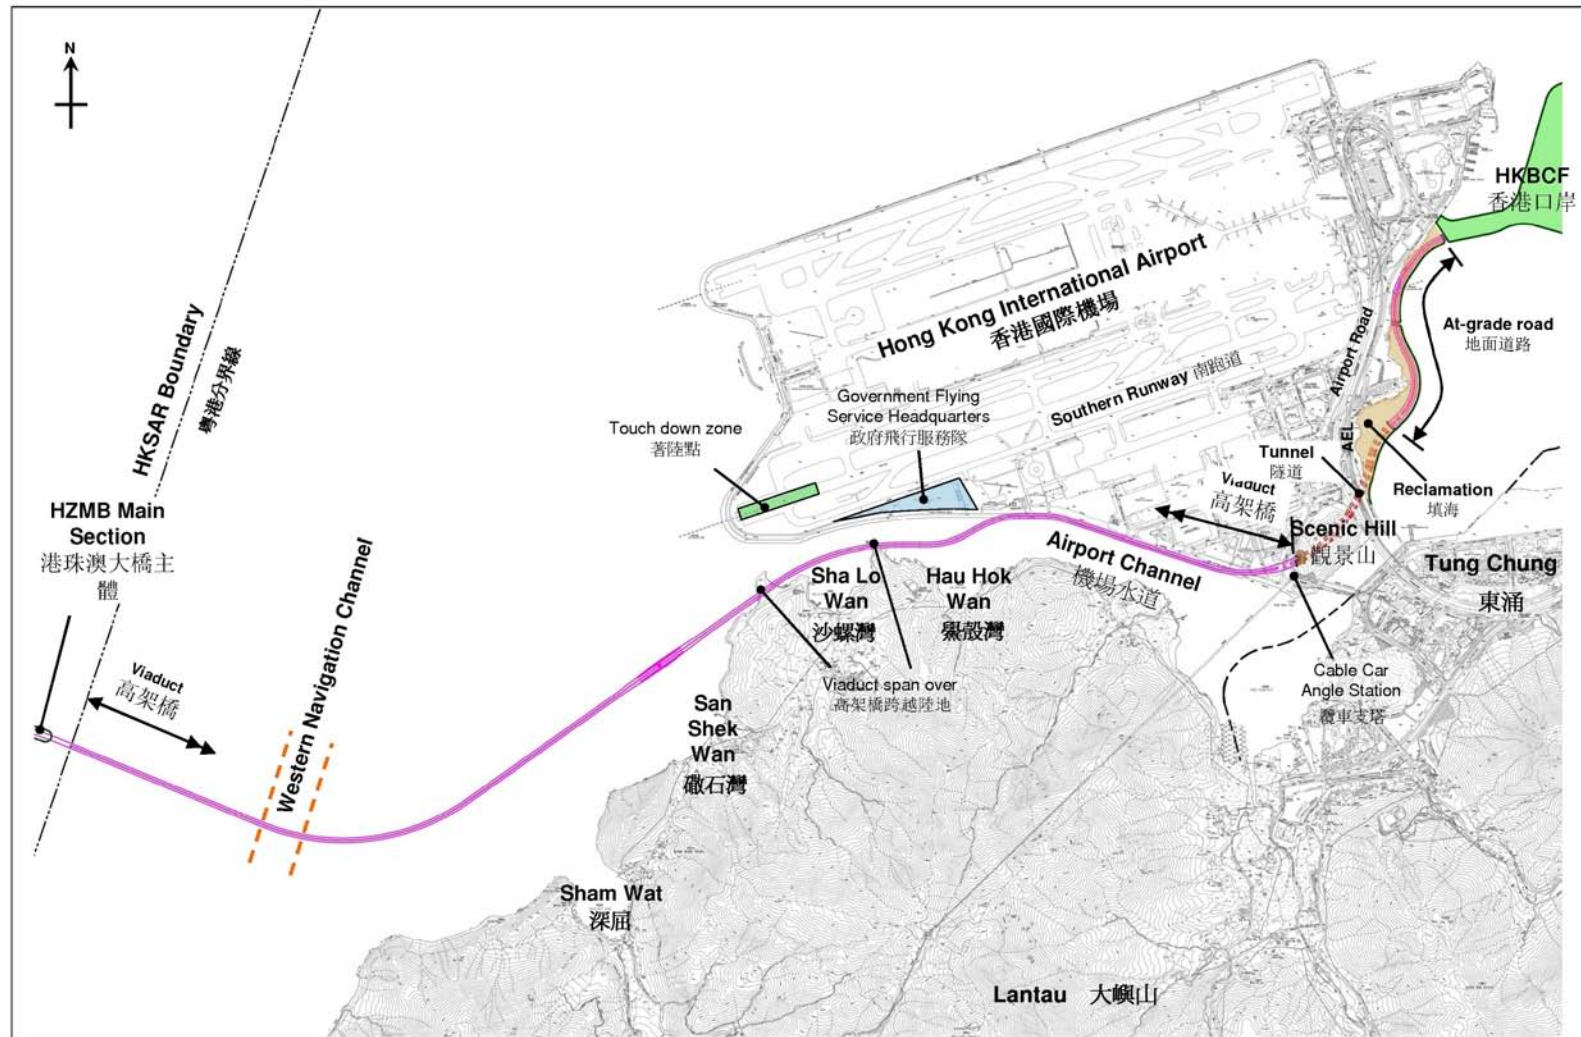 N
HKSAR Boundary
粵港分界線
HZMB Main
Section
港珠澳大橋主
體
Viaduct
高架橋
Western Navigation Channel
Touch down zone
著陸點
Government Flying
Service Headquarters
政府飛行服務隊
Hong Kong International Airport
香港國際機場
Southern Runway 南跑道
Airport Road
AEL
HKBCF
香港口岸
At-grade road
地面道路
Tunnel
隧道
Viaduct
高架橋
Reclamation
填海
Scenic Hill
觀景山
Tung Chung
東涌
Airport Channel
機場水道
Sha Lo
Wan
沙螺灣
Hau Hok
Wan
鱟殼灣
Viaduct span over
高架橋跨越陸地
Cable Car
Angle Station
纜車支塔
San
Shek
Wan
磡石灣
Sham Wat
深屈
Lantau 大嶼山